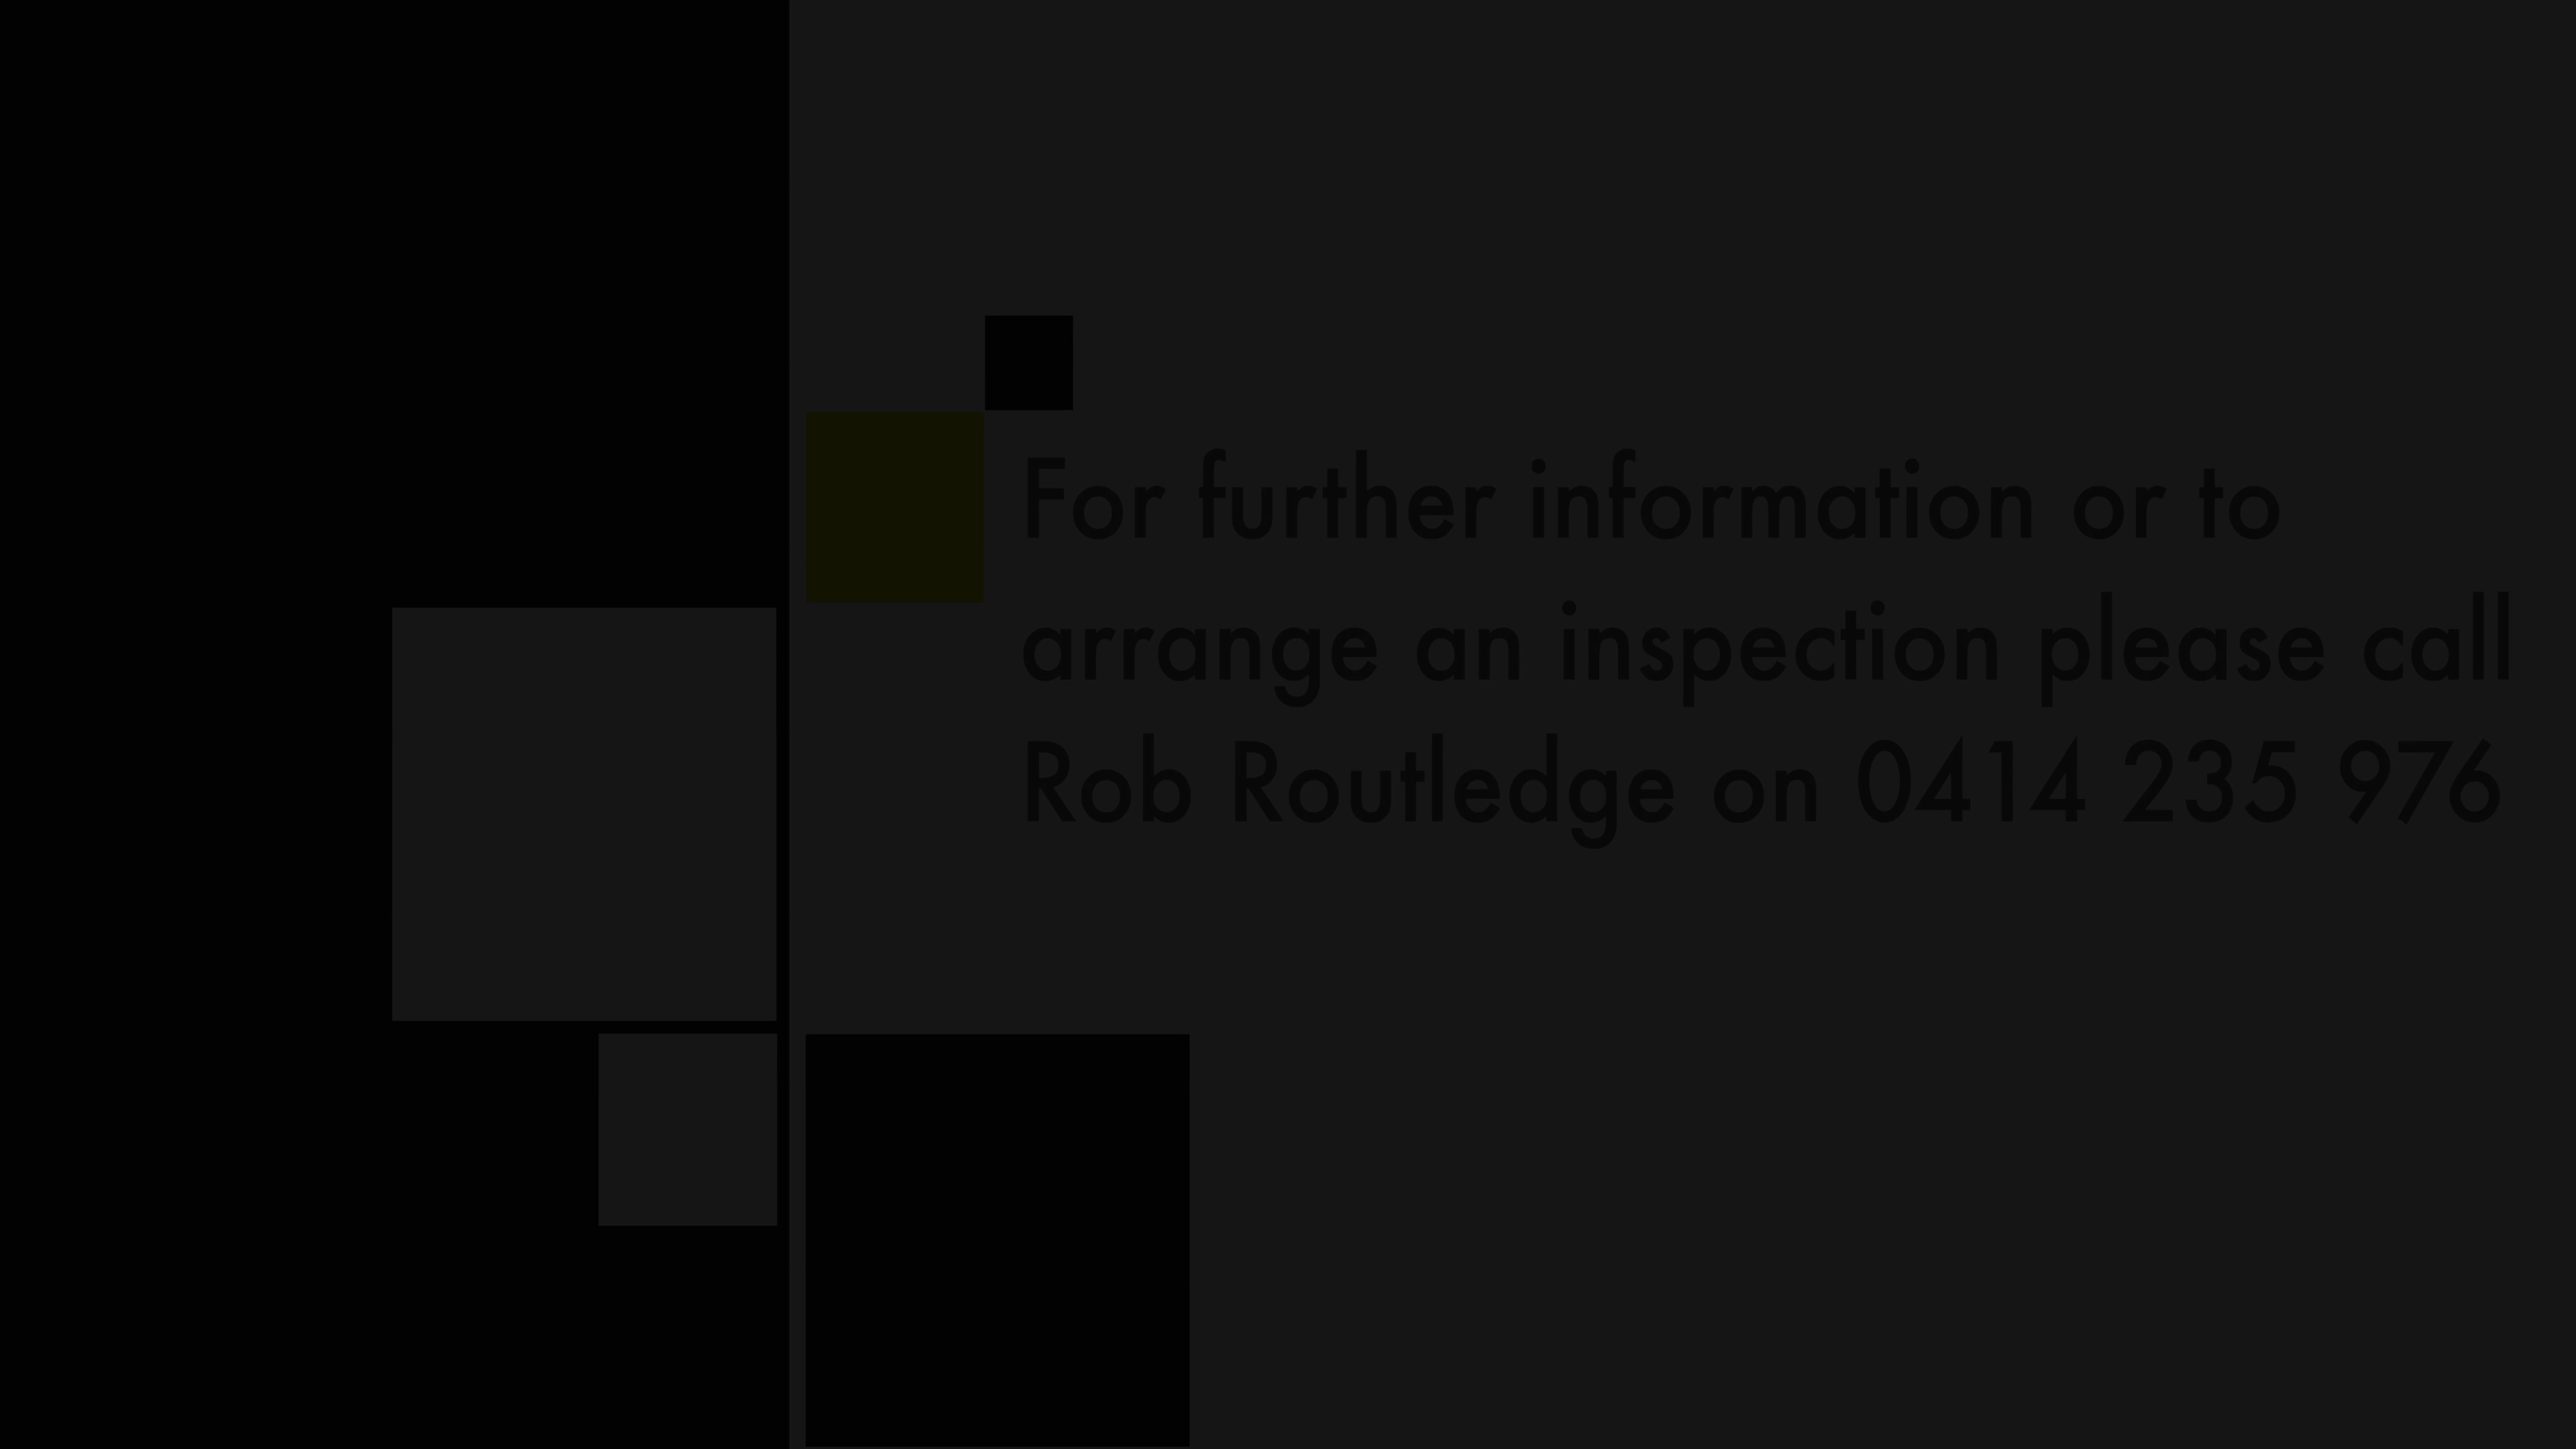 For further information or to
arrange an inspection please call
Rob Routledge on 0414 235 976